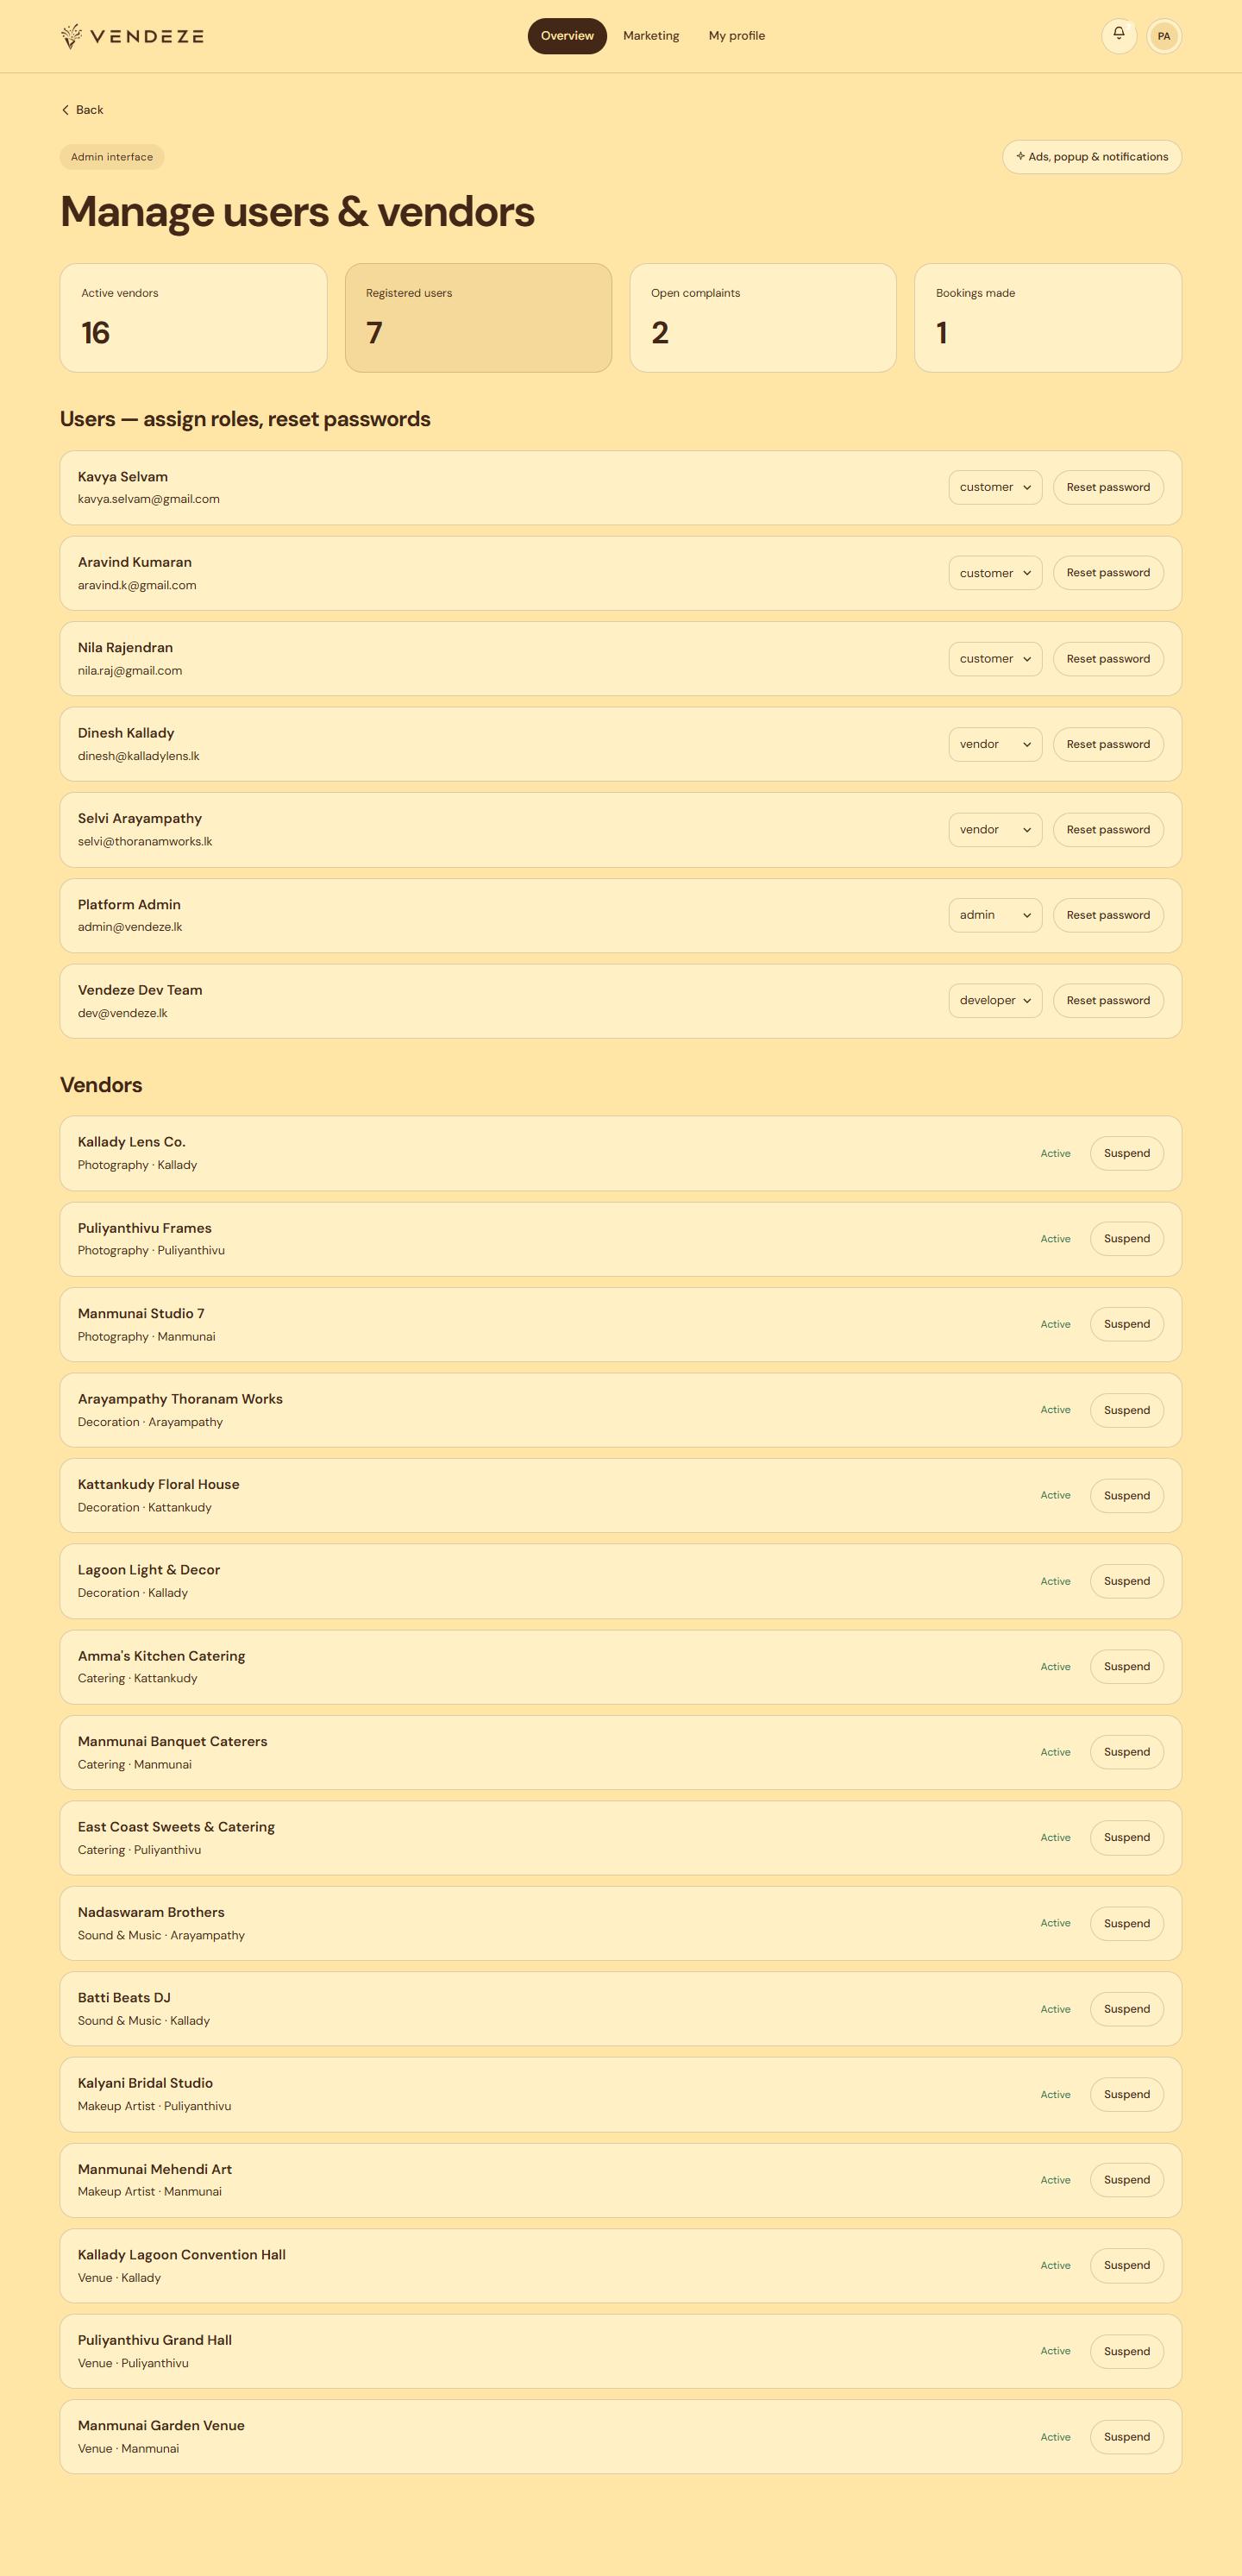 VENDEZE
Overview
Marketing
My profile
PA
Back
Admin interface
Ads, popup & notifications
Manage users & vendors
Active vendors
16
Registered users
7
Open complaints
2
Bookings made
1
Users — assign roles, reset passwords
Kavya Selvam
kavya.selvam@gmail.com
customer
Reset password
Aravind Kumaran
aravind.k@gmail.com
customer
Reset password
Nila Rajendran
nila.raj@gmail.com
customer
Reset password
Dinesh Kallady
dinesh@kalladylens.lk
vendor
Reset password
Selvi Arayampathy
selvi@thoranamworks.lk
vendor
Reset password
Platform Admin
admin@vendeze.lk
admin
Reset password
Vendeze Dev Team
dev@vendeze.lk
developer
Reset password
Vendors
Kallady Lens Co.
Photography · Kallady
Active
Suspend
Puliyanthivu Frames
Photography · Puliyanthivu
Active
Suspend
Manmunai Studio 7
Photography · Manmunai
Active
Suspend
Arayampathy Thoranam Works
Decoration · Arayampathy
Active
Suspend
Kattankudy Floral House
Decoration · Kattankudy
Active
Suspend
Lagoon Light & Decor
Decoration · Kallady
Active
Suspend
Amma's Kitchen Catering
Catering · Kattankudy
Active
Suspend
Manmunai Banquet Caterers
Catering · Manmunai
Active
Suspend
East Coast Sweets & Catering
Catering · Puliyanthivu
Active
Suspend
Nadaswaram Brothers
Sound & Music · Arayampathy
Active
Suspend
Batti Beats DJ
Sound & Music · Kallady
Active
Suspend
Kalyani Bridal Studio
Makeup Artist · Puliyanthivu
Active
Suspend
Manmunai Mehendi Art
Makeup Artist · Manmunai
Active
Suspend
Kallady Lagoon Convention Hall
Venue · Kallady
Active
Suspend
Puliyanthivu Grand Hall
Venue · Puliyanthivu
Active
Suspend
Manmunai Garden Venue
Venue · Manmunai
Active
Suspend